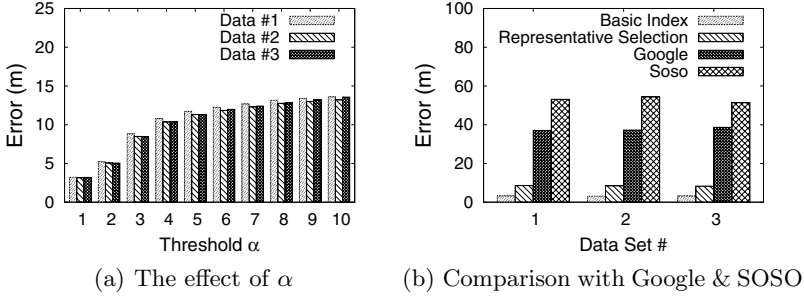 25
20
15
10
5
0
Error (m)
Data #1
Data #2
Data #3
1 2 3 4 5 6 7 8 9 10
Threshold α
(a) The effect of α
100
80
60
40
20
0
Error (m)
Basic Index
Representative Selection
Google
Soso
1 2 3
Data Set #
(b) Comparison with Google & SOSO